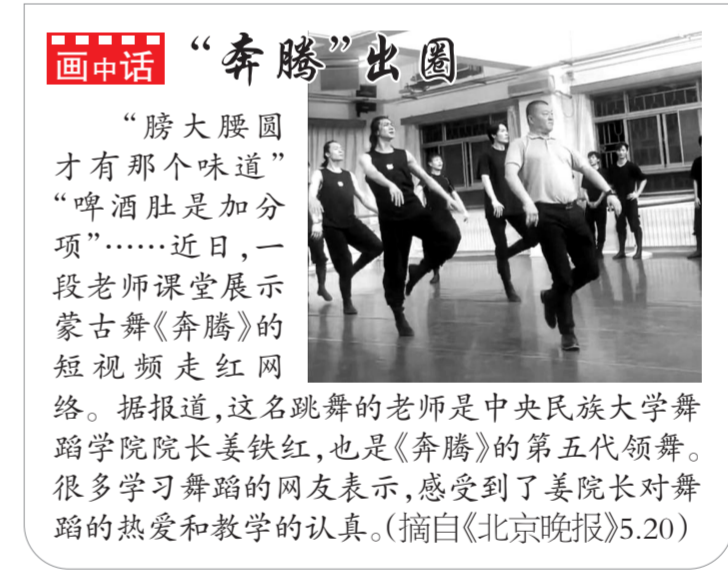 画中话
“奔腾”出圈
“膀大腰圆
才有那个味道”
“啤酒肚是加分
项”……近日,一
段老师课堂展示
蒙古舞《奔腾》的
短视频走红网
络。据报道,这名跳舞的老师是中央民族大学舞
蹈学院院长姜铁红,也是《奔腾》的第五代领舞。
很多学习舞蹈的网友表示,感受到了姜院长对舞
蹈的热爱和教学的认真。(摘自《北京晚报》5.20)